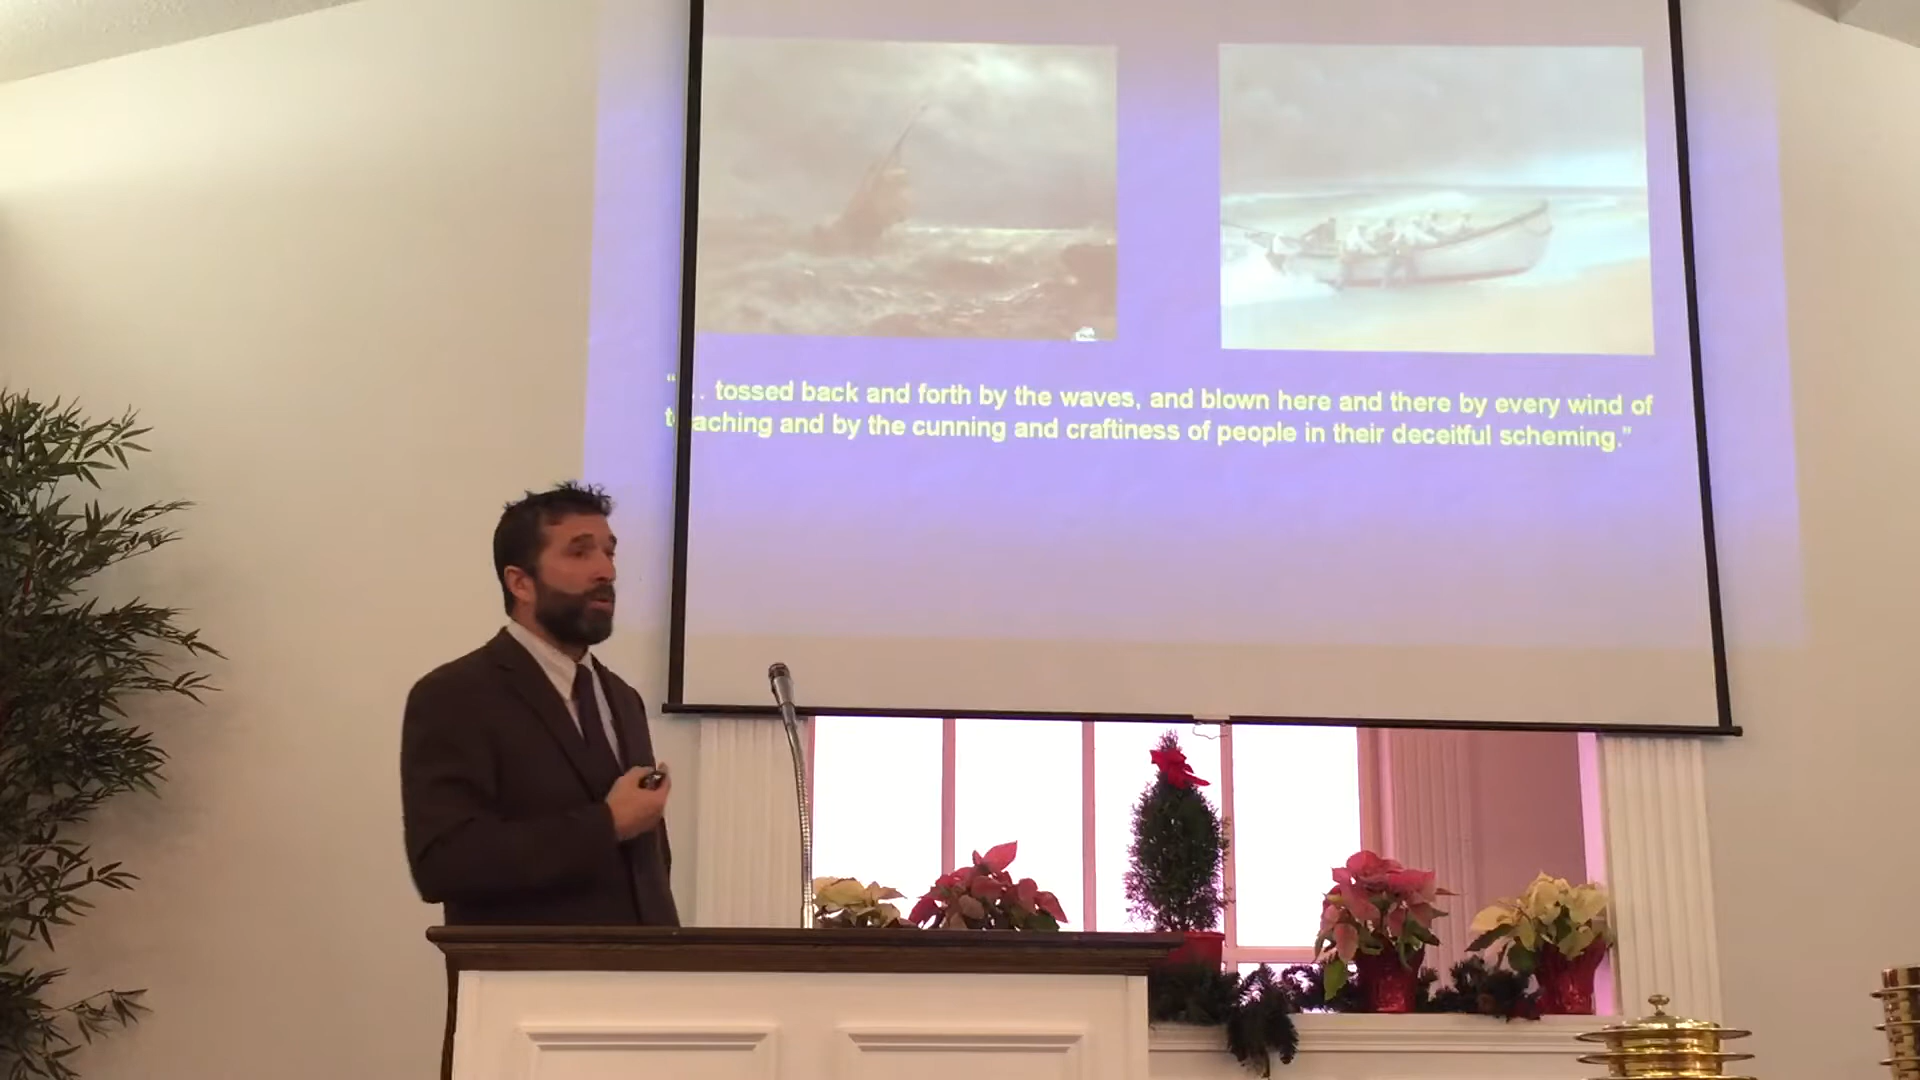 “... tossed back and forth by the waves, and blown here and there by every wind of
teaching and by the cunning and craftiness of people in their deceitful scheming.”